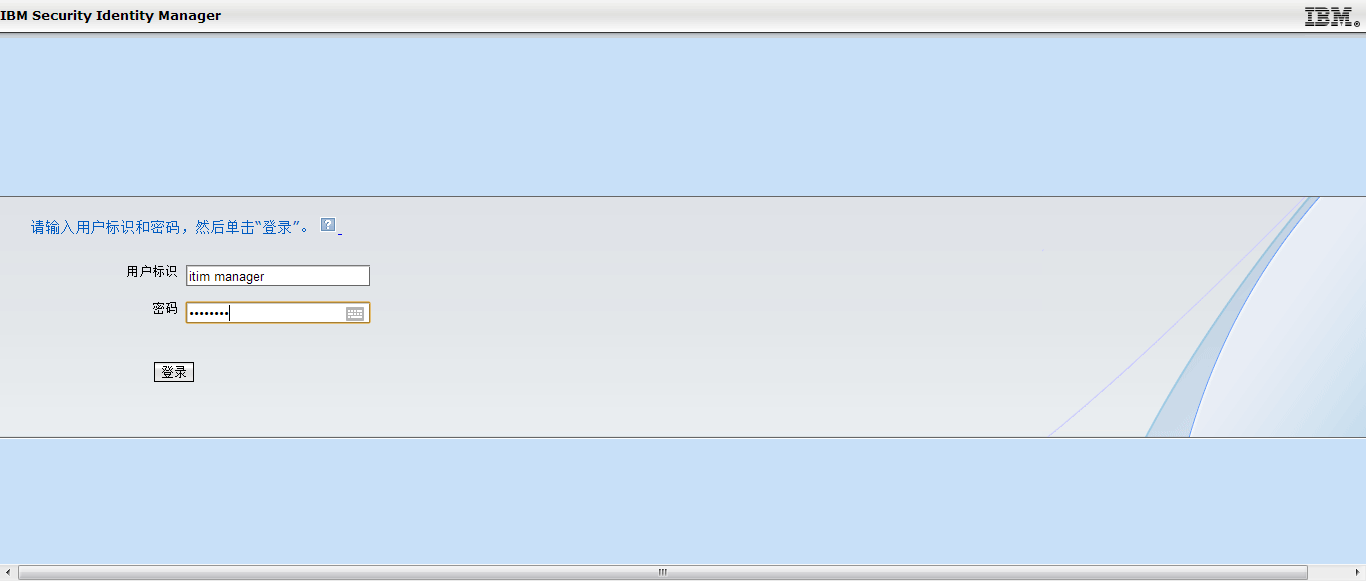 IBM Security Identity Manager
IBM®
请输入用户标识和密码，然后单击“登录”。
?
用户标识
itim manager
密码
••••••••
登录